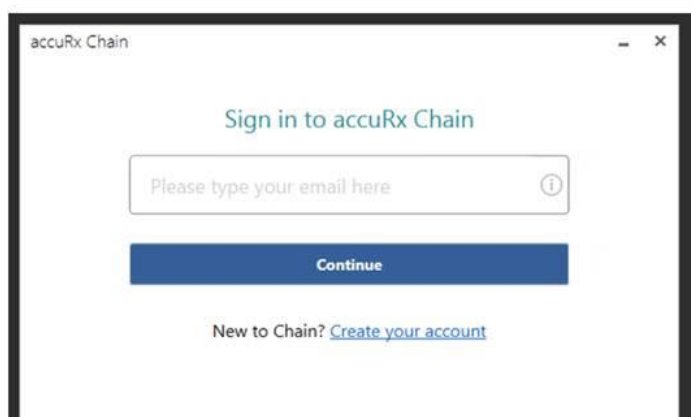 accuRx Chain
Sign in to accuRx Chain
Please type your email here
Continue
New to Chain? Create your account